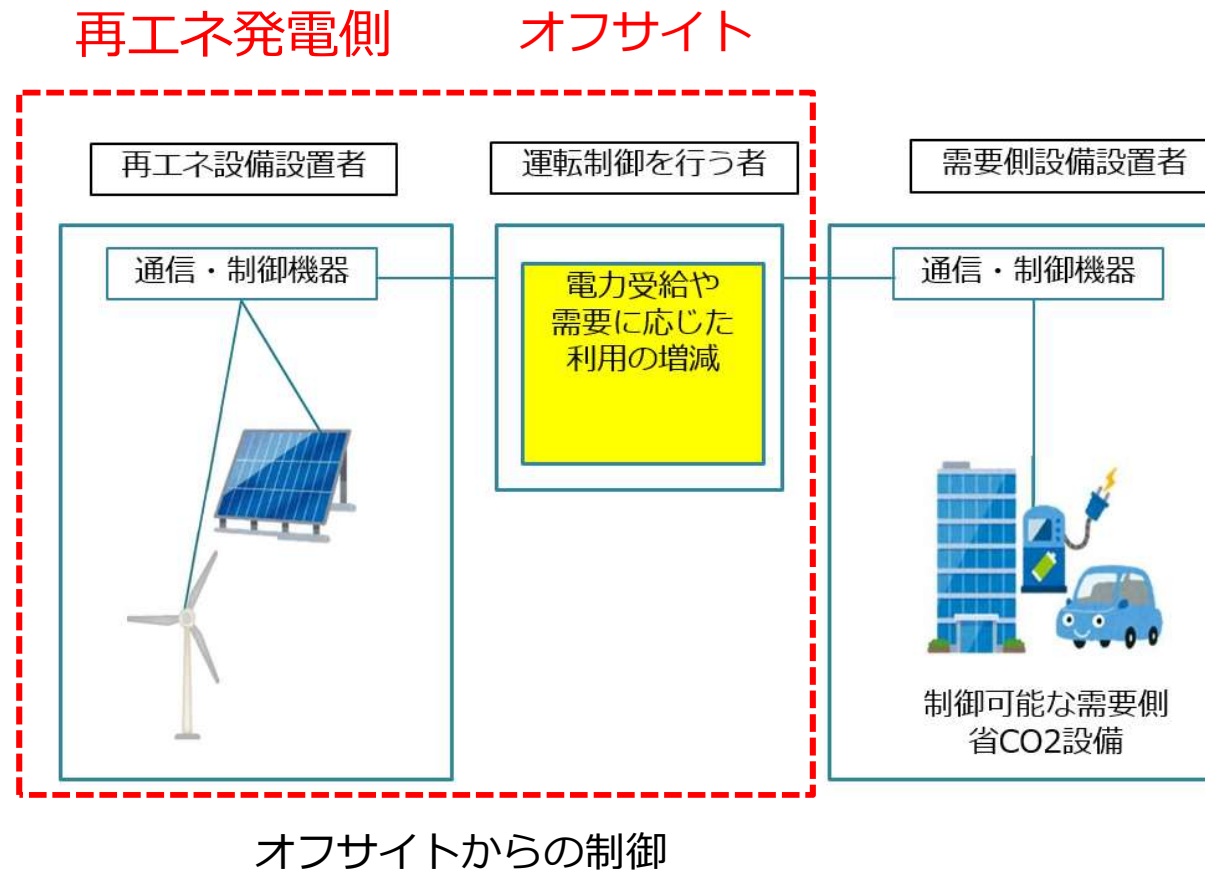 再エネ発電側
オフサイト
再エネ設備設置者
運転制御を行う者
需要側設備設置者
通信・制御機器
電力受給や
需要に応じた
利用の増減
通信・制御機器
制御可能な需要側
省CO2設備
オフサイトからの制御